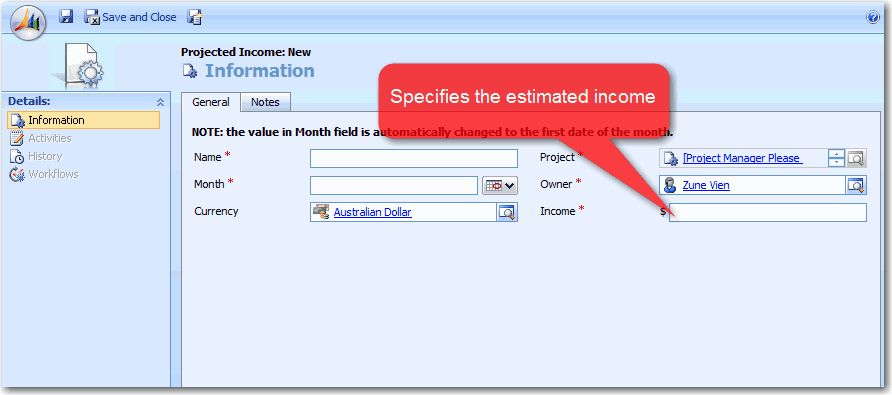 Save and Close
Projected Income: New
Information
Details:
Information
Activities
History
Workflows
General
Notes
Specifies the estimated income
NOTE: the value in Month field is automatically changed to the first date of the month.
Name *
Project *
[Project Manager Please
Month *
Owner *
Zune Vien
Currency
Australian Dollar
Income *
$